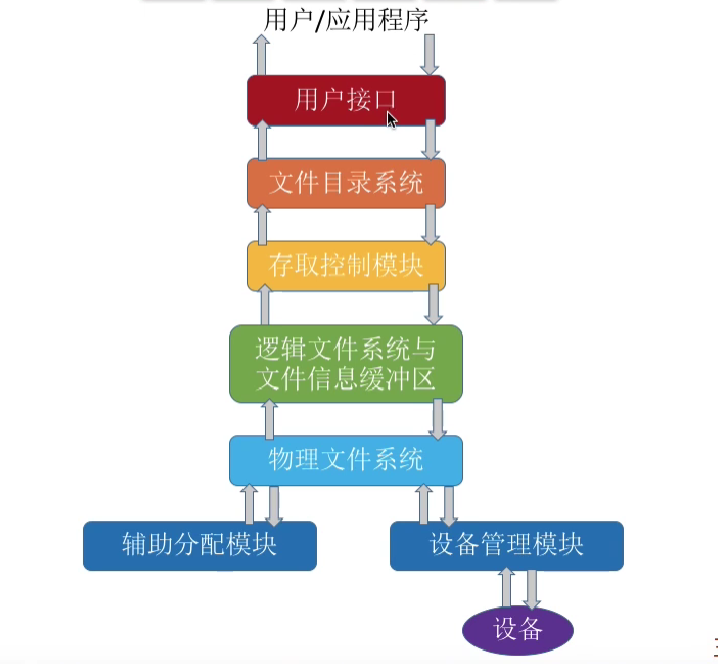 用户/应用程序
用户接口
文件目录系统
存取控制模块
逻辑文件系统与
文件信息缓冲区
物理文件系统
辅助分配模块
设备管理模块
设备